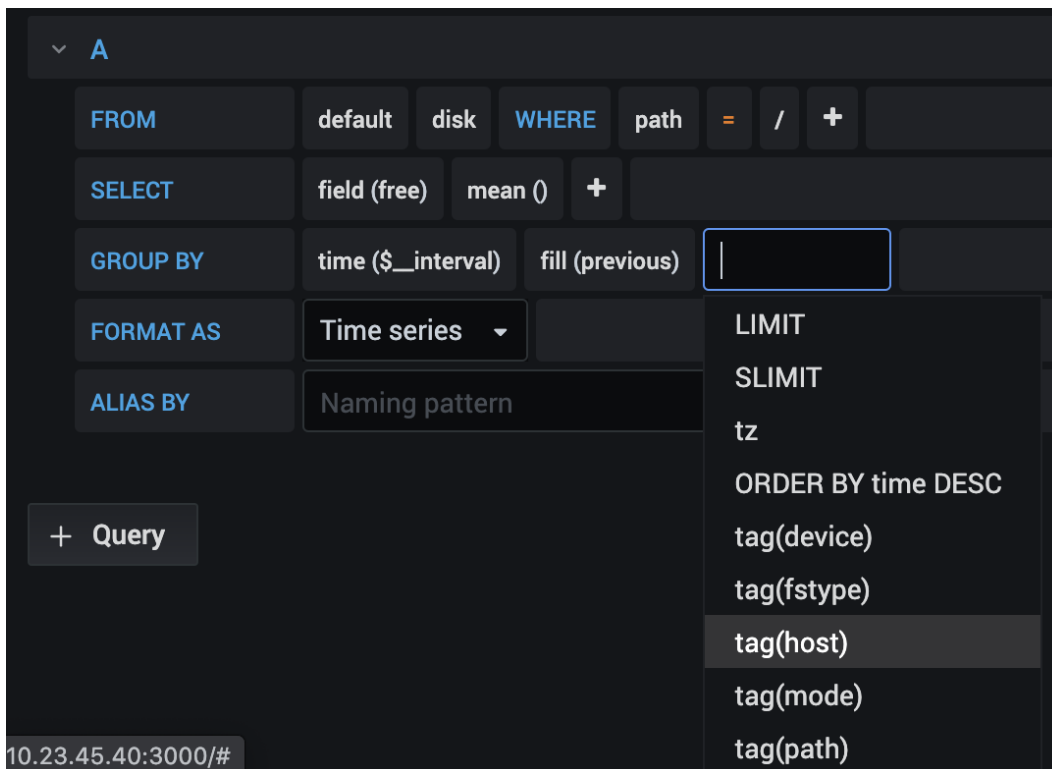 A
FROM default disk WHERE path = / +
SELECT field (free) mean () +
GROUP BY time ($__interval) fill (previous)
FORMAT AS Time series
ALIAS BY Naming pattern
LIMIT
SLIMIT
tz
ORDER BY time DESC
tag(device)
tag(fstype)
tag(host)
tag(mode)
tag(path)
+ Query
10.23.45.40:3000/#